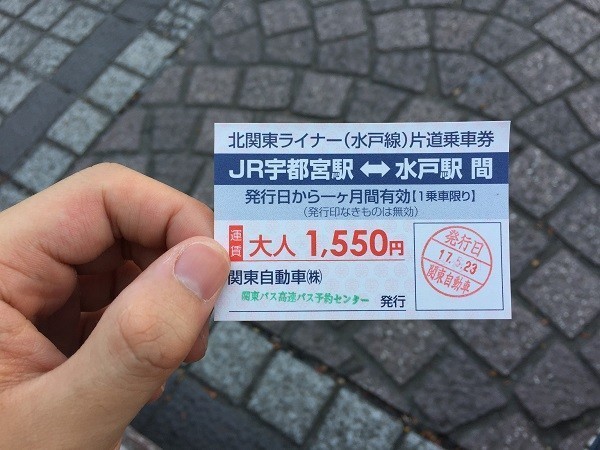 北関東ライナー(水戸線)片道乗車券
JR宇都宮駅 ⇔ 水戸駅 間
発行日から一ヶ月間有効【1乗車限り】
(発行印なきものは無効)
運賃 大人 1,550円
関東自動車㈱
関東バス高速バス予約センター 発行
発行日
17.5.23
関東自動車